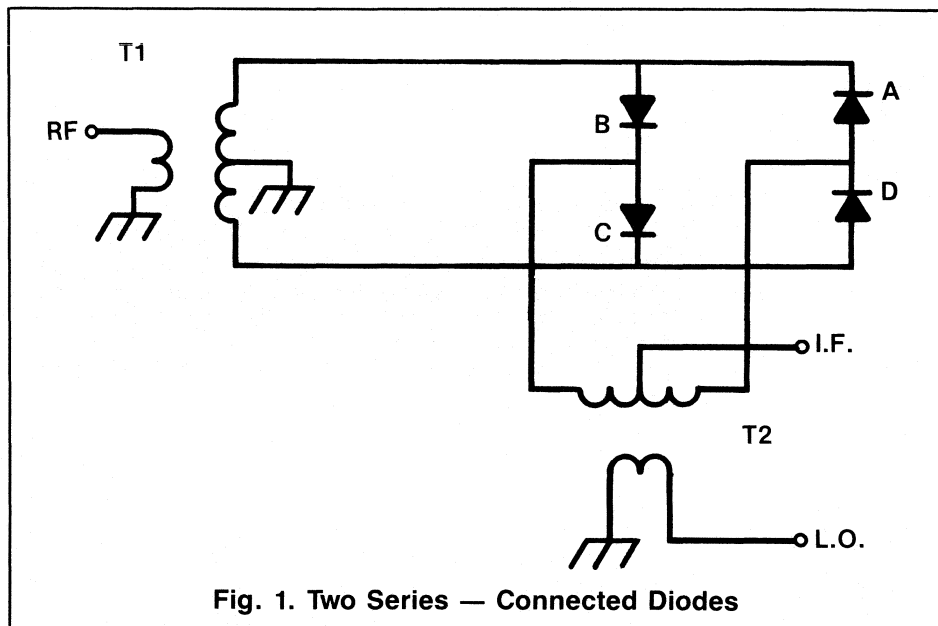 T1
A
RF
B
D
C
I.F.
T2
L.O.
Fig. 1. Two Series — Connected Diodes